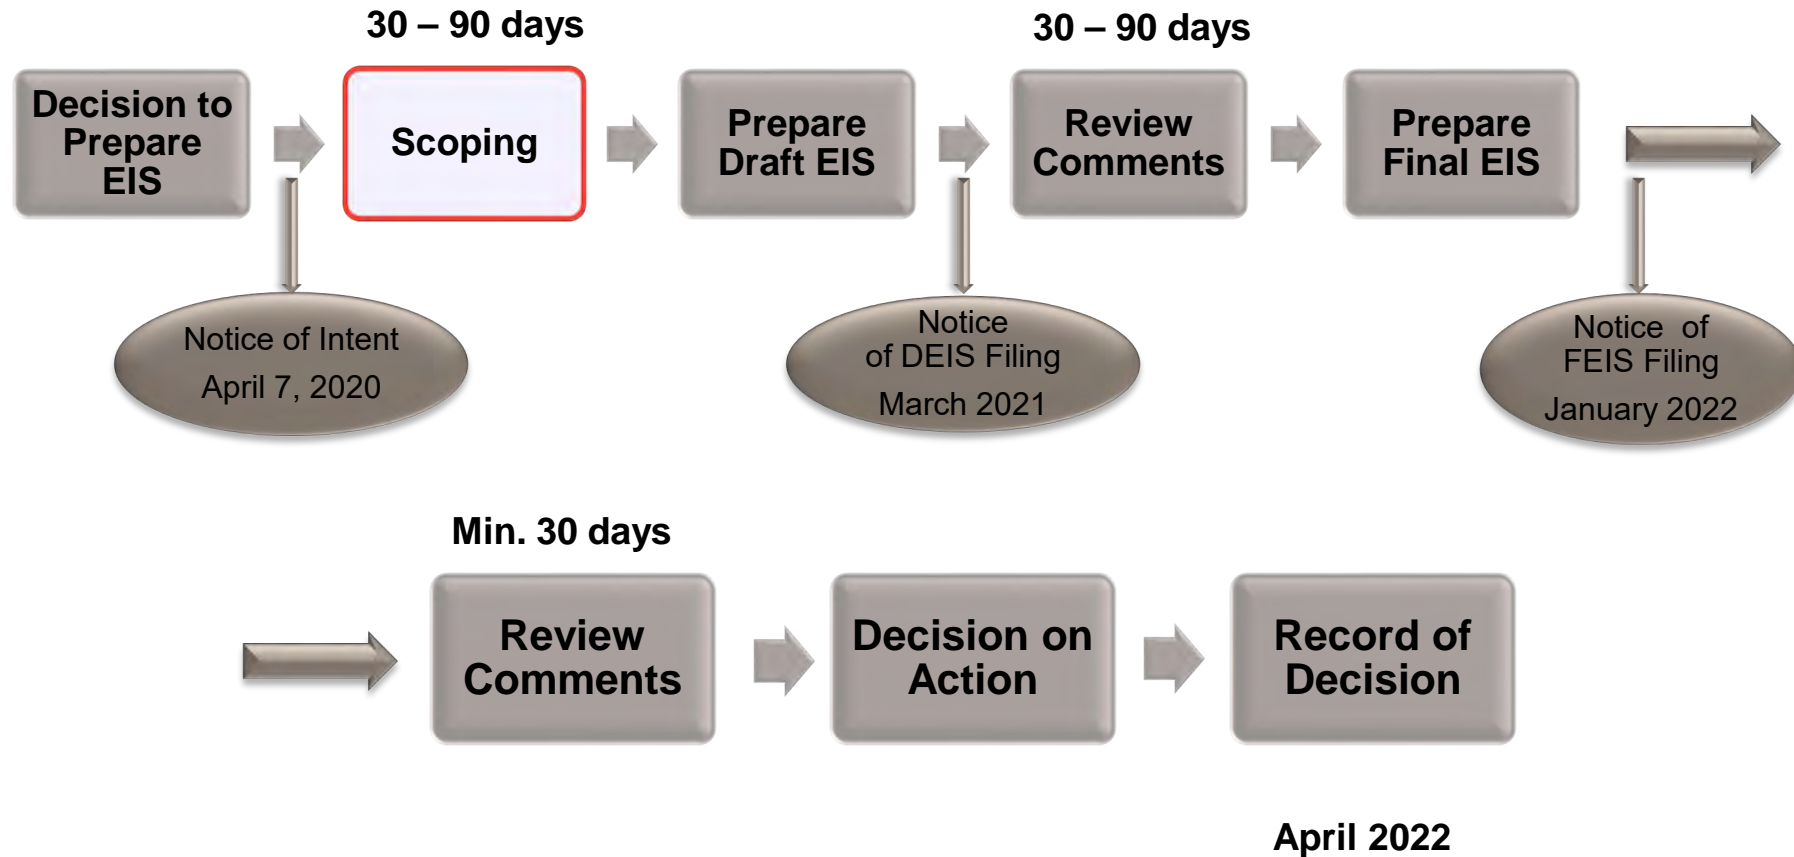 30 – 90 days
30 – 90 days
Decision to
Prepare
EIS
Scoping
Prepare
Draft EIS
Review
Comments
Prepare
Final EIS
Notice of Intent
April 7, 2020
Notice
of DEIS Filing
March 2021
Notice of
FEIS Filing
January 2022
Min. 30 days
Review
Comments
Decision on
Action
Record of
Decision
April 2022